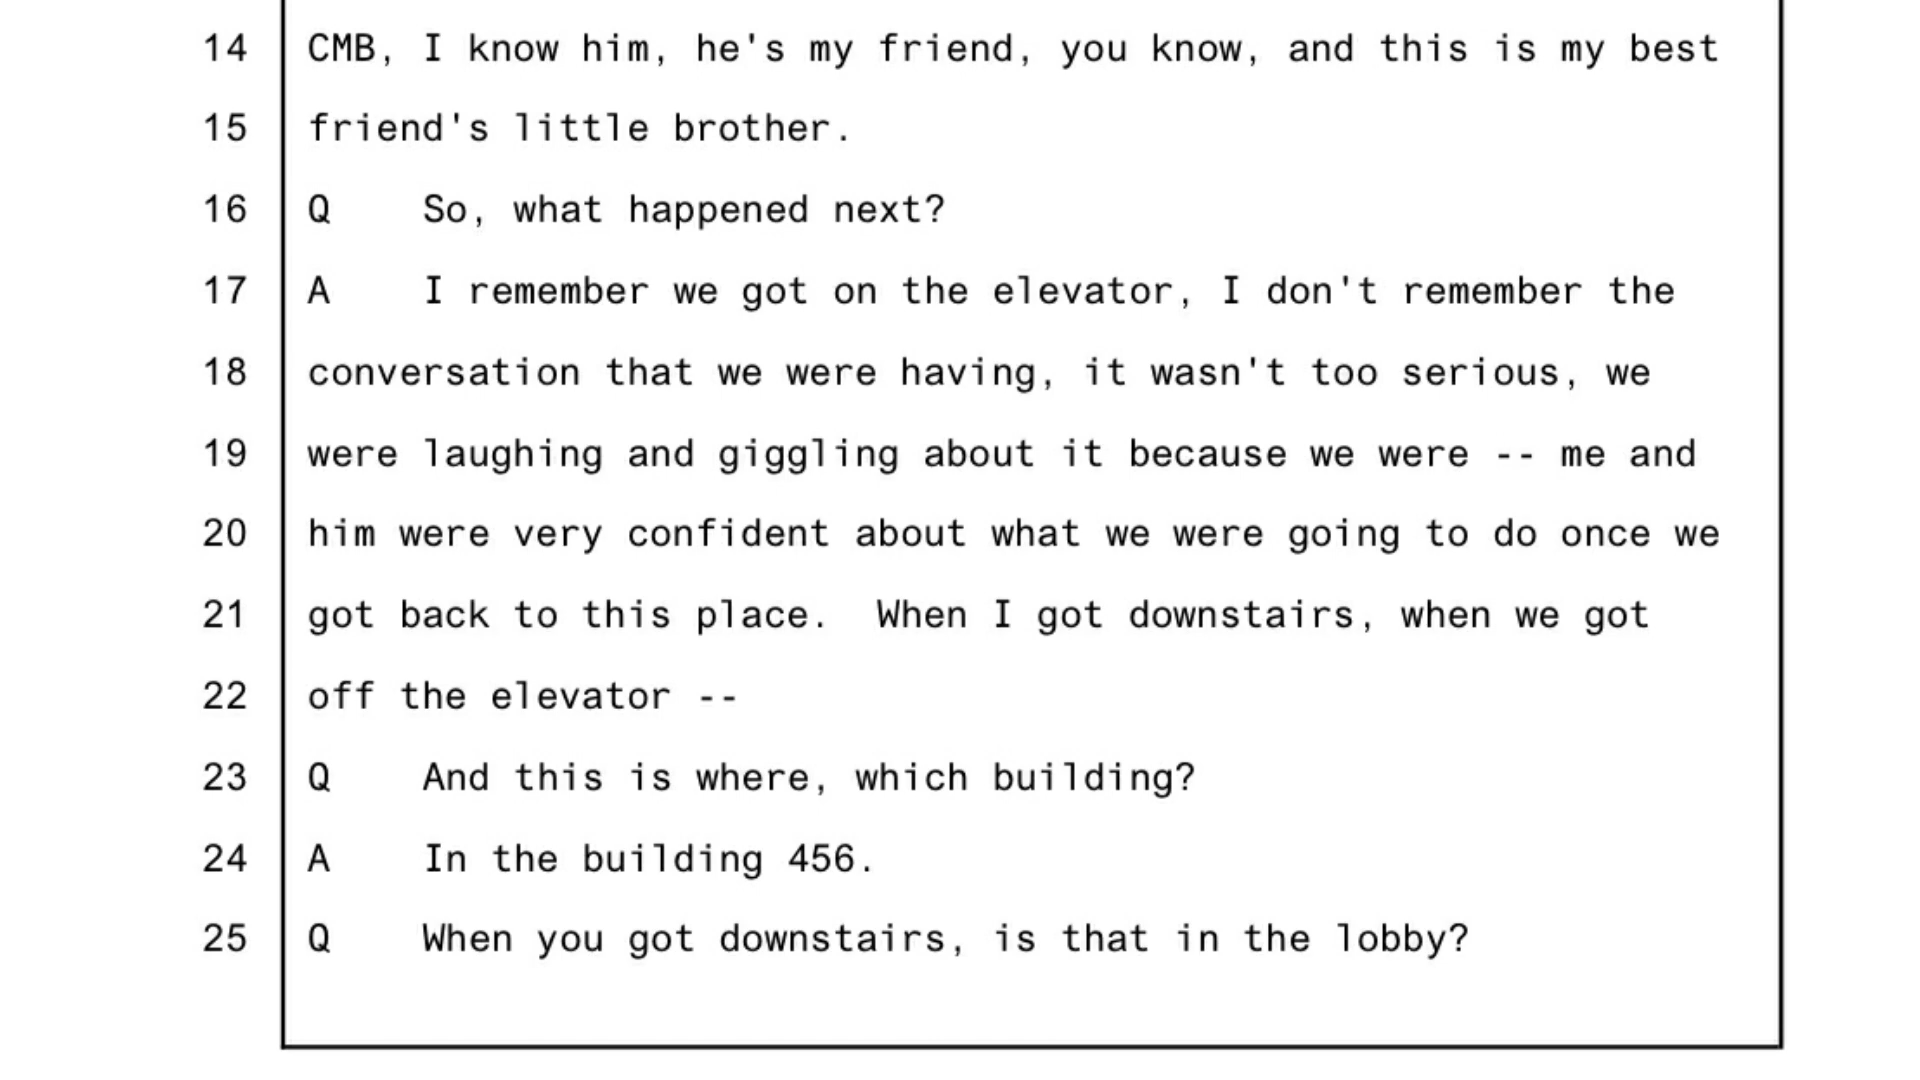 14 CMB, I know him, he's my friend, you know, and this is my best
15 friend's little brother.
16 Q So, what happened next?
17 A I remember we got on the elevator, I don't remember the
18 conversation that we were having, it wasn't too serious, we
19 were laughing and giggling about it because we were -- me and
20 him were very confident about what we were going to do once we
21 got back to this place.  When I got downstairs, when we got
22 off the elevator --
23 Q And this is where, which building?
24 A In the building 456.
25 Q When you got downstairs, is that in the lobby?